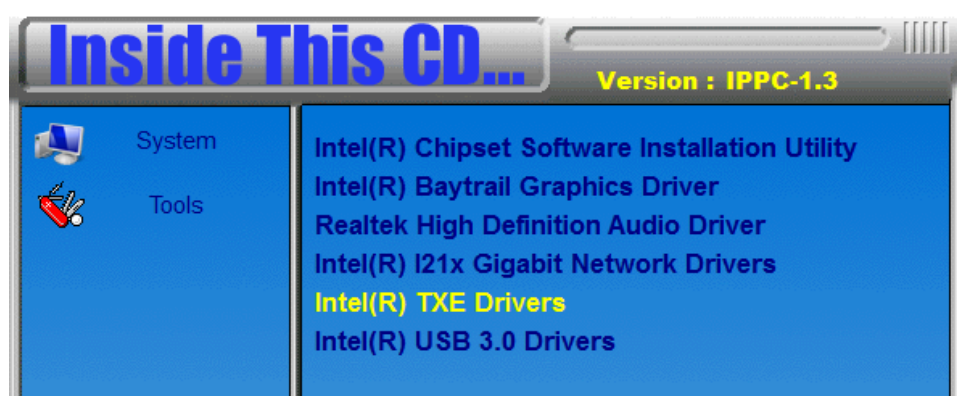 Inside This CD...
Version : IPPC-1.3
System
Tools
Intel(R) Chipset Software Installation Utility
Intel(R) Baytrail Graphics Driver
Realtek High Definition Audio Driver
Intel(R) I21x Gigabit Network Drivers
Intel(R) TXE Drivers
Intel(R) USB 3.0 Drivers